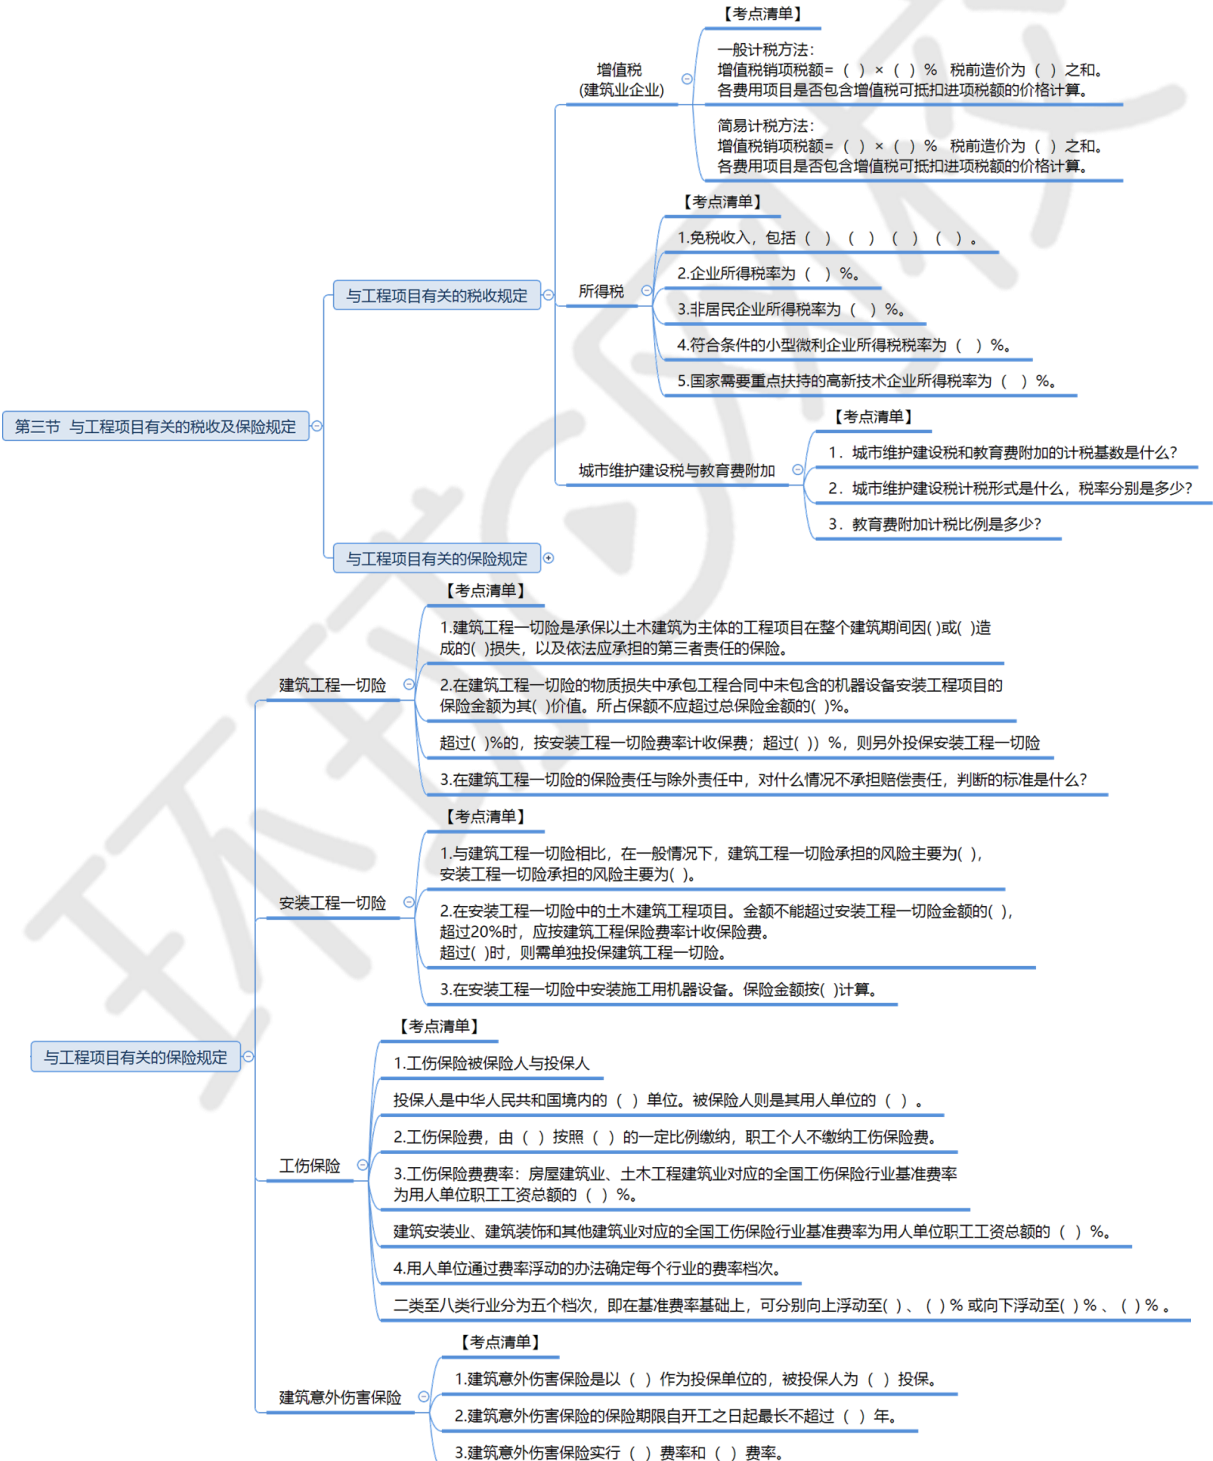 第三节 与工程项目有关的税收及保险规定
与工程项目有关的税收规定
增值税
(建筑业企业)
【考点清单】
一般计税方法：
增值税销项税额=（ ）×（ ）% 税前造价为（ ）之和。
各费用项目是否包含增值税可抵扣进项税额的价格计算。
简易计税方法：
增值税销项税额=（ ）×（ ）% 税前造价为（ ）之和。
各费用项目是否包含增值税可抵扣进项税额的价格计算。
所得税
【考点清单】
1.免税收入，包括（ ）（ ）（ ）（ ）。
2.企业所得税率为（ ）%。
3.非居民企业所得税率为（ ）%。
4.符合条件的小型微利企业所得税税率为（ ）%。
5.国家需要重点扶持的高新技术企业所得税率为（ ）%。
城市维护建设税与教育费附加
【考点清单】
1. 城市维护建设税和教育费附加的计税基数是什么？
2. 城市维护建设税计税形式是什么，税率分别是多少？
3. 教育费附加计税比例是多少？
与工程项目有关的保险规定
与工程项目有关的保险规定
建筑工程一切险
【考点清单】
1.建筑工程一切险是承保以土木建筑为主体的工程项目在整个建筑期间因( )或( )造
成的( )损失，以及依法应承担的第三者责任的保险。
2.在建筑工程一切险的物质损失中承包工程合同中未包含的机器设备安装工程项目的
保险金额为其( )价值。所占保额不应超过总保险金额的( )%。
超过( )%的，按安装工程一切险费率计收保费；超过( )）%，则另外投保安装工程一切险
3.在建筑工程一切险的保险责任与除外责任中，对什么情况不承担赔偿责任，判断的标准是什么？
安装工程一切险
【考点清单】
1.与建筑工程一切险相比，在一般情况下，建筑工程一切险承担的风险主要为( )，
安装工程一切险承担的风险主要为( )。
2.在安装工程一切险中的土木建筑工程项目。金额不能超过安装工程一切险金额的( )，
超过20%时，应按建筑工程保险费率计收保险费。
超过( )时，则需单独投保建筑工程一切险。
3.在安装工程一切险中安装施工用机器设备。保险金额按( )计算。
工伤保险
【考点清单】
1.工伤保险被保险人与投保人
投保人是中华人民共和国境内的（ ）单位。被保险人则是其用人单位的（ ）。
2.工伤保险费，由（ ）按照（ ）的一定比例缴纳，职工个人不缴纳工伤保险费。
3.工伤保险费费率：房屋建筑业、土木工程建筑业对应的全国工伤保险行业基准费率
为用人单位职工工资总额的（ ）%。
建筑安装业、建筑装饰和其他建筑业对应的全国工伤保险行业基准费率为用人单位职工工资总额的（ ）%。
4.用人单位通过费率浮动的办法确定每个行业的费率档次。
二类至八类行业分为五个档次，即在基准费率基础上，可分别向上浮动至( ) 、 ( ) % 或向下浮动至( ) % 、 ( ) % 。
建筑意外伤害保险
【考点清单】
1.建筑意外伤害保险是以（ ）作为投保单位的，被投保人为（ ）投保。
2.建筑意外伤害保险的保险期限自开工之日起最长不超过（ ）年。
3.建筑意外伤害保险实行（ ）费率和（ ）费率。
环球网校